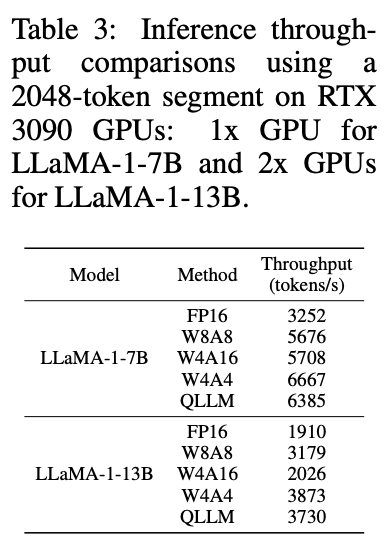 Table 3: Inference through-
put comparisons using a
2048-token segment on RTX
3090 GPUs: 1x GPU for
LLaMA-1-7B and 2x GPUs
for LLaMA-1-13B.
Model Method Throughput
(tokens/s)
FP16 3252
W8A8 5676
LLaMA-1-7B W4A16 5708
W4A4 6667
QLLM 6385
FP16 1910
W8A8 3179
LLaMA-1-13B W4A16 2026
W4A4 3873
QLLM 3730